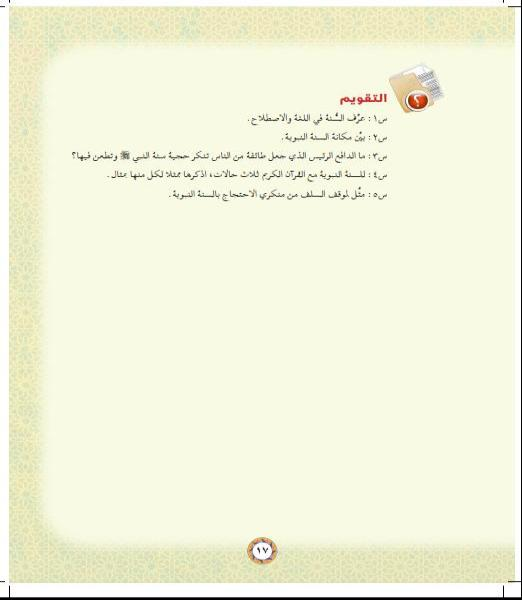 ؟
التقويم
س١ : عرِّف السُّنة في اللغة والاصطلاح .
س٢ : بيِّن مكانة السنة النبوية .
س٣ : ما الدافع الرئيس الذي جعل طائفة من الناس تنكر حجية سنة النبي ﷺ وتطعن فيها؟
س٤ : للسنة النبوية مع القرآن الكريم ثلاث حالات، اذكرها ممثلا لكل منها بمثال .
س٥ : مثِّل لموقف السلف من منكري الاحتجاج بالسنة النبوية .
١٧